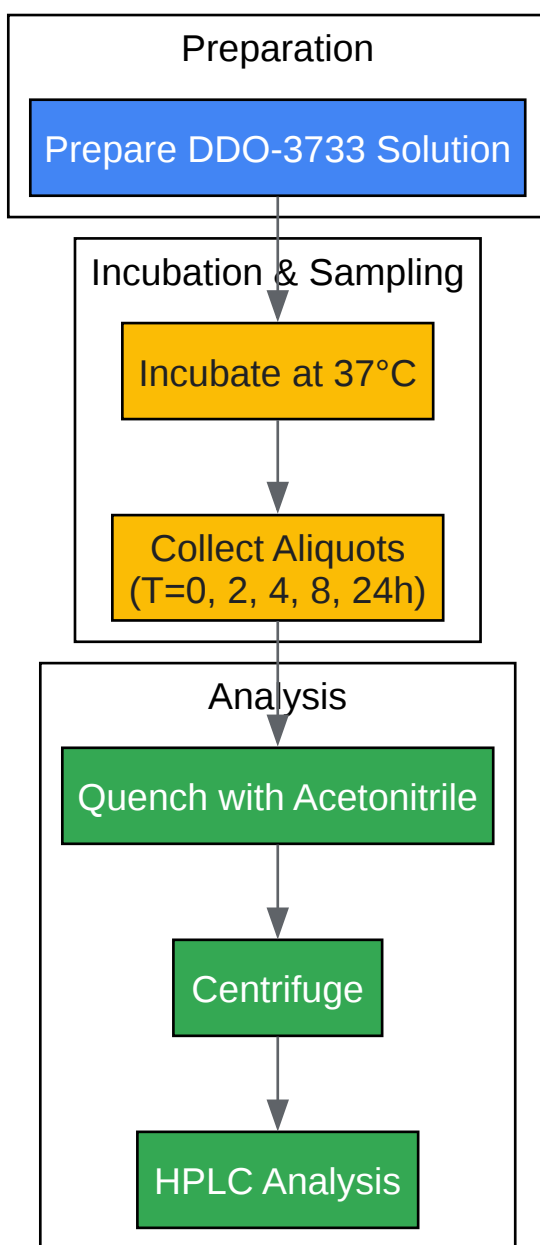 Preparation
Prepare DDO-3733 Solution
Incubation & Sampling
Incubate at 37°C
Collect Aliquots
(T=0, 2, 4, 8, 24h)
Analysis
Quench with Acetonitrile
Centrifuge
HPLC Analysis